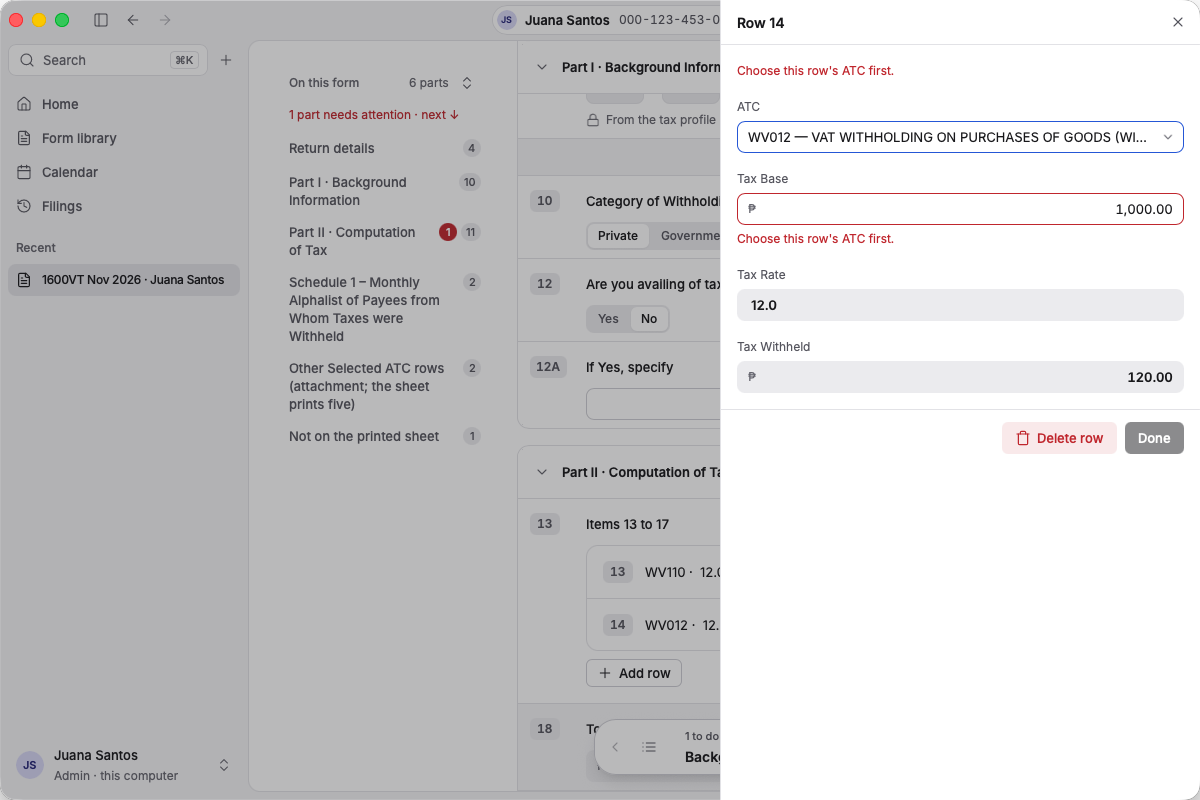 JS Juana Santos 000-123-453-0
Search ⌘K
Home
Form library
Calendar
Filings
Recent
1600VT Nov 2026 · Juana Santos
JS
Juana Santos
Admin · this computer
On this form 6 parts
1 part needs attention · next ↓
Return details 4
Part I · Background 10
Information
Part II · Computation 1 11
of Tax
Schedule 1 – Monthly 2
Alphalist of Payees from
Whom Taxes were
Withheld
Other Selected ATC rows 2
(attachment; the sheet
prints five)
Not on the printed sheet 1
Part I · Background Inform
From the tax profile
10 Category of Withholdi
Private Governme
12 Are you availing of tax
Yes No
12A If Yes, specify
Part II · Computation of Ta
13 Items 13 to 17
13 WV110 · 12.0
14 WV012 · 12.
Add row
18 To
1 to do
Backg
Row 14
Choose this row's ATC first.
ATC
WV012 — VAT WITHHOLDING ON PURCHASES OF GOODS (WI...
Tax Base
₱ 1,000.00
Choose this row's ATC first.
Tax Rate
12.0
Tax Withheld
₱ 120.00
Delete row Done